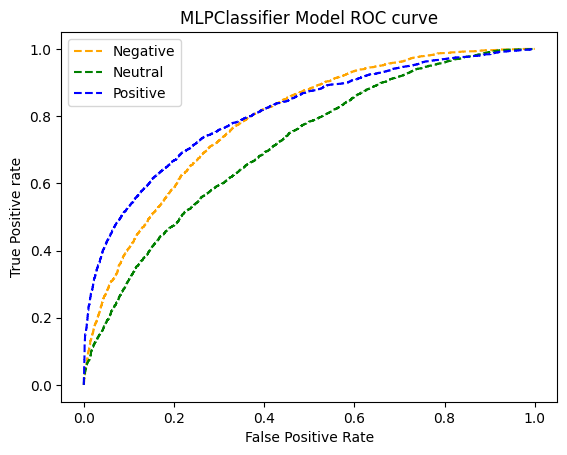 MLPClassifier Model ROC curve
Negative
Neutral
Positive
True Positive rate
1.0
0.8
0.6
0.4
0.2
0.0
0.0 0.2 0.4 0.6 0.8 1.0
False Positive Rate